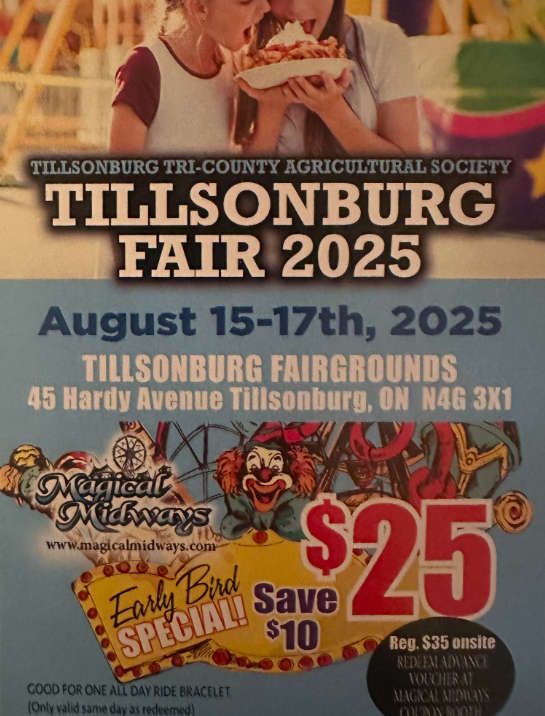 TILLSONBURG TRI-COUNTY AGRICULTURAL SOCIETY
TILLSONBURG
FAIR 2025
August 15-17th, 2025
TILLSONBURG FAIRGROUNDS
45 Hardy Avenue Tillsonburg, ON N4G 3X1
Magical
Midways
www.magicalmidways.com
$25
Early Bird
SPECIAL!
Save
$10
Reg. $35 onsite
REDEEM ADVANCE
VOUCHER AT
MAGICAL MIDWAYS
COUPON BOOTH
GOOD FOR ONE ALL DAY RIDE BRACELET
(Only valid same day as redeemed)